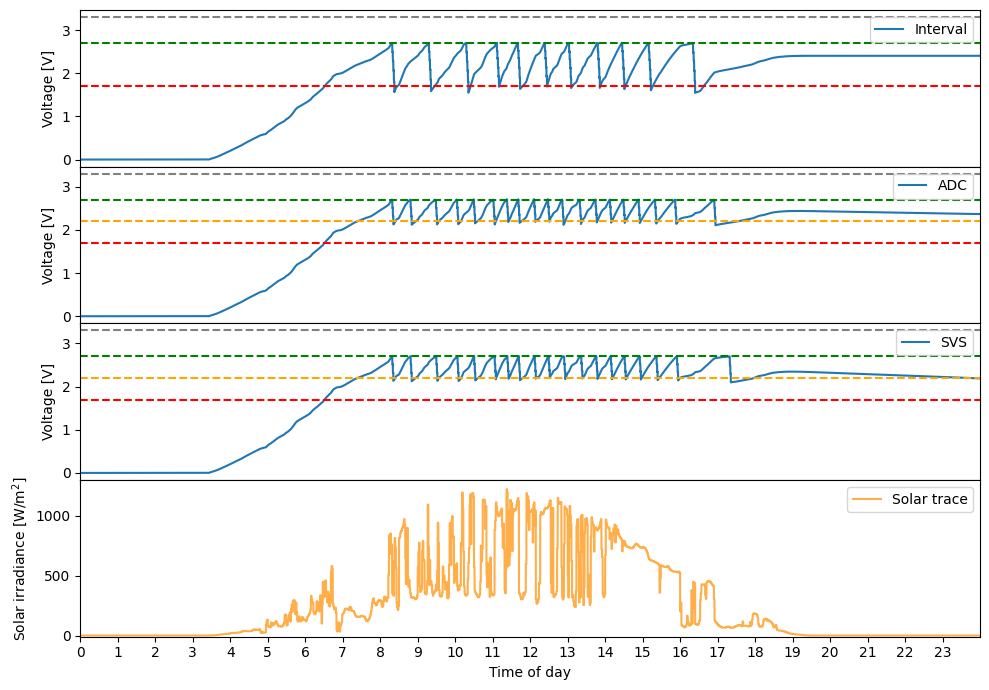 Voltage [V]
3
2
1
0
Interval
Voltage [V]
3
2
1
0
ADC
Voltage [V]
3
2
1
0
SVS
Solar irradiance [W/m²]
1000
500
0
Solar trace
0 1 2 3 4 5 6 7 8 9 10 11 12 13 14 15 16 17 18 19 20 21 22 23
Time of day